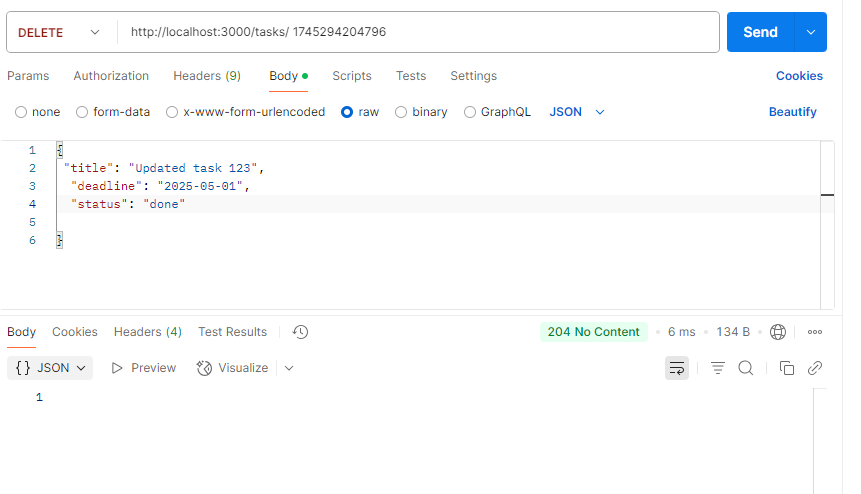 DELETE http://localhost:3000/tasks/ 1745294204796 Send
Params Authorization Headers (9) Body Scripts Tests Settings Cookies
none form-data x-www-form-urlencoded raw binary GraphQL JSON Beautify
1 {
2 "title": "Updated task 123",
3 "deadline": "2025-05-01",
4 "status": "done"
5
6 }
Body Cookies Headers (4) Test Results 204 No Content 6 ms 134 B
{} JSON Preview Visualize
1